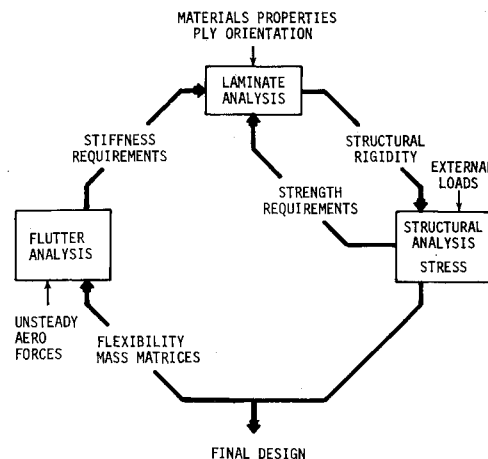 MATERIALS PROPERTIES
PLY ORIENTATION
LAMINATE
ANALYSIS
STIFFNESS
REQUIREMENTS
STRUCTURAL
RIGIDITY
EXTERNAL
LOADS
STRENGTH
REQUIREMENTS
FLUTTER
ANALYSIS
STRUCTURAL
ANALYSIS
STRESS
UNSTEADY
AERO
FORCES
FLEXIBILITY
MASS MATRICES
FINAL DESIGN